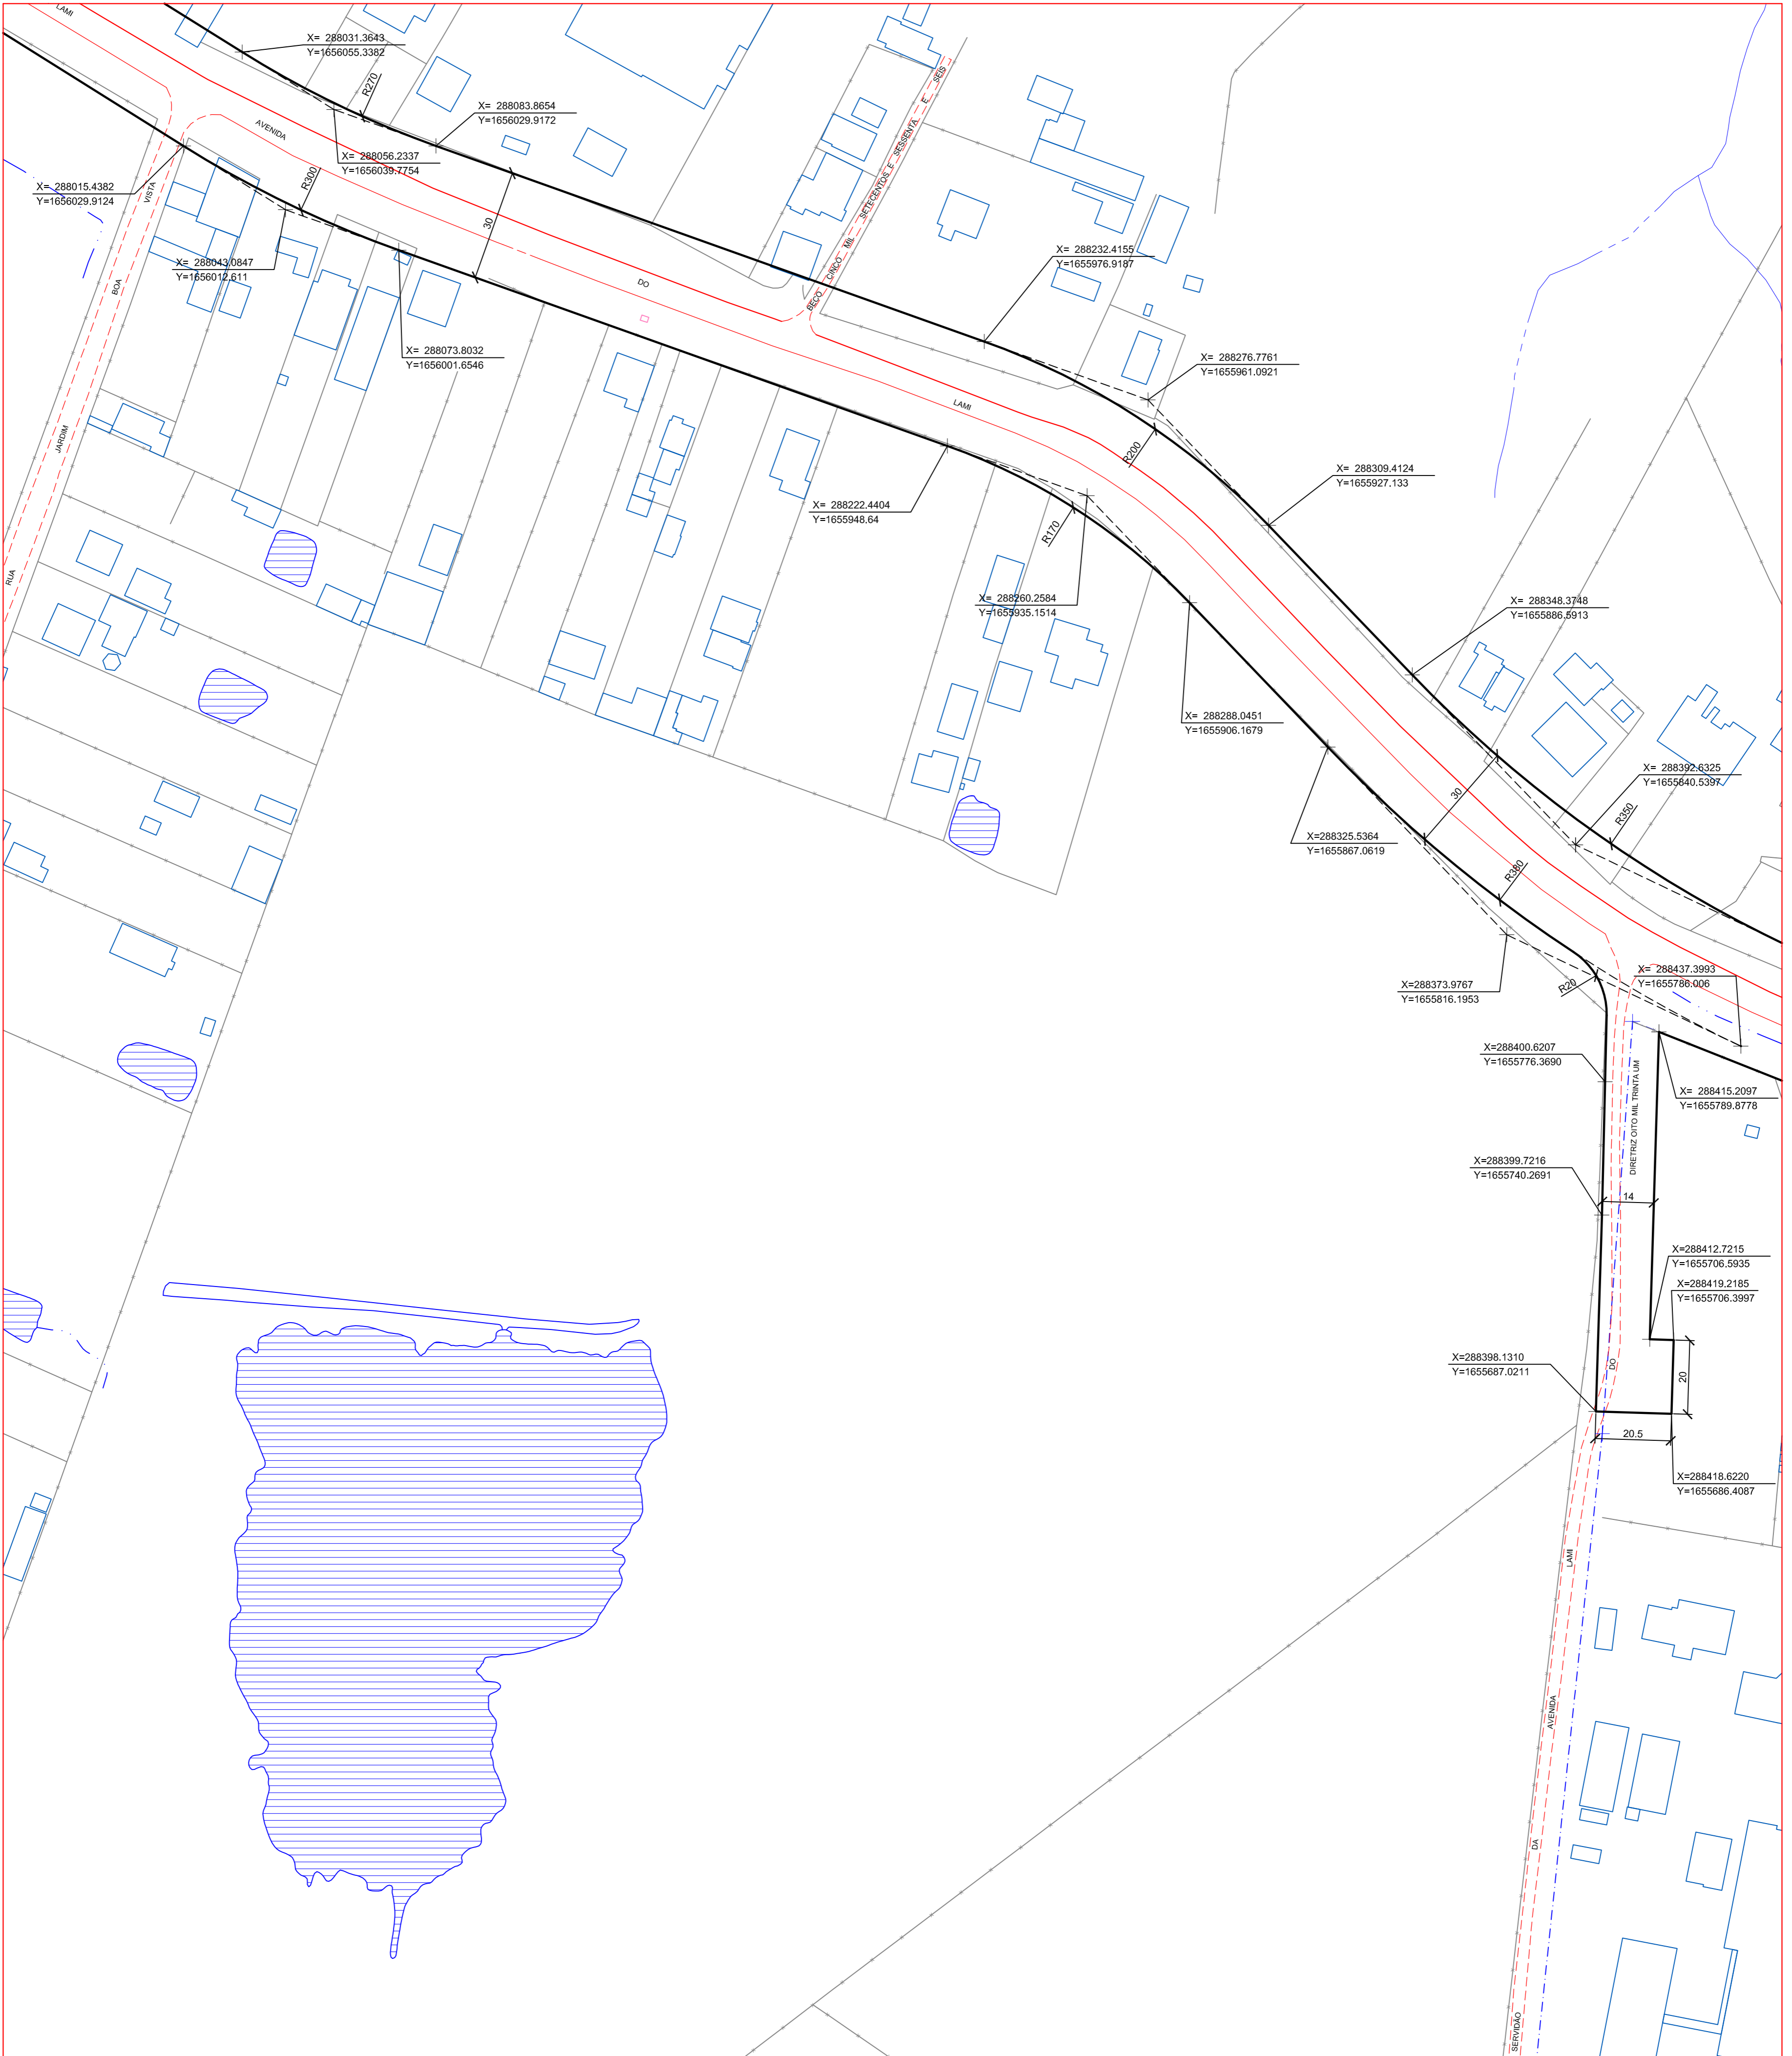 LAMI
X= 288031.3643
Y=1656055.3382
R270
X= 288083.8654
Y=1656029.9172
AVENIDA
X= 288056.2337
Y=1656039.7754
X= 288015.4382
Y=1656029.9124
R300
30
X= 288043.0847
Y=1656012.611
DO
X= 288073.8032
Y=1656001.6546
RUA JARDIM BOA VISTA
BECO CINCO MIL SETECENTOS E SESSENTA E SEIS
X= 288232.4155
Y=1655976.9187
X= 288276.7761
Y=1655961.0921
LAMI
R200
X= 288309.4124
Y=1655927.133
X= 288222.4404
Y=1655948.64
R170
X= 288260.2584
Y=1655935.1514
X= 288348.3748
Y=1655886.5913
X= 288288.0451
Y=1655906.1679
X= 288392.6325
Y=1655840.5397
30
R350
X=288325.5364
Y=1655867.0619
R380
X=288373.9767
Y=1655816.1953
R20
X= 288437.3993
Y=1655786.006
X=288400.6207
Y=1655776.3690
DIRETRIZ OITO MIL TRINTA UM
X= 288415.2097
Y=1655789.8778
X=288399.7216
Y=1655740.2691
14
X=288412.7215
Y=1655706.5935
X=288419.2185
Y=1655706.3997
X=288398.1310
Y=1655687.0211
20
20.5
X=288418.6220
Y=1655686.4087
SERVIDÃO DA AVENIDA LAMI DO